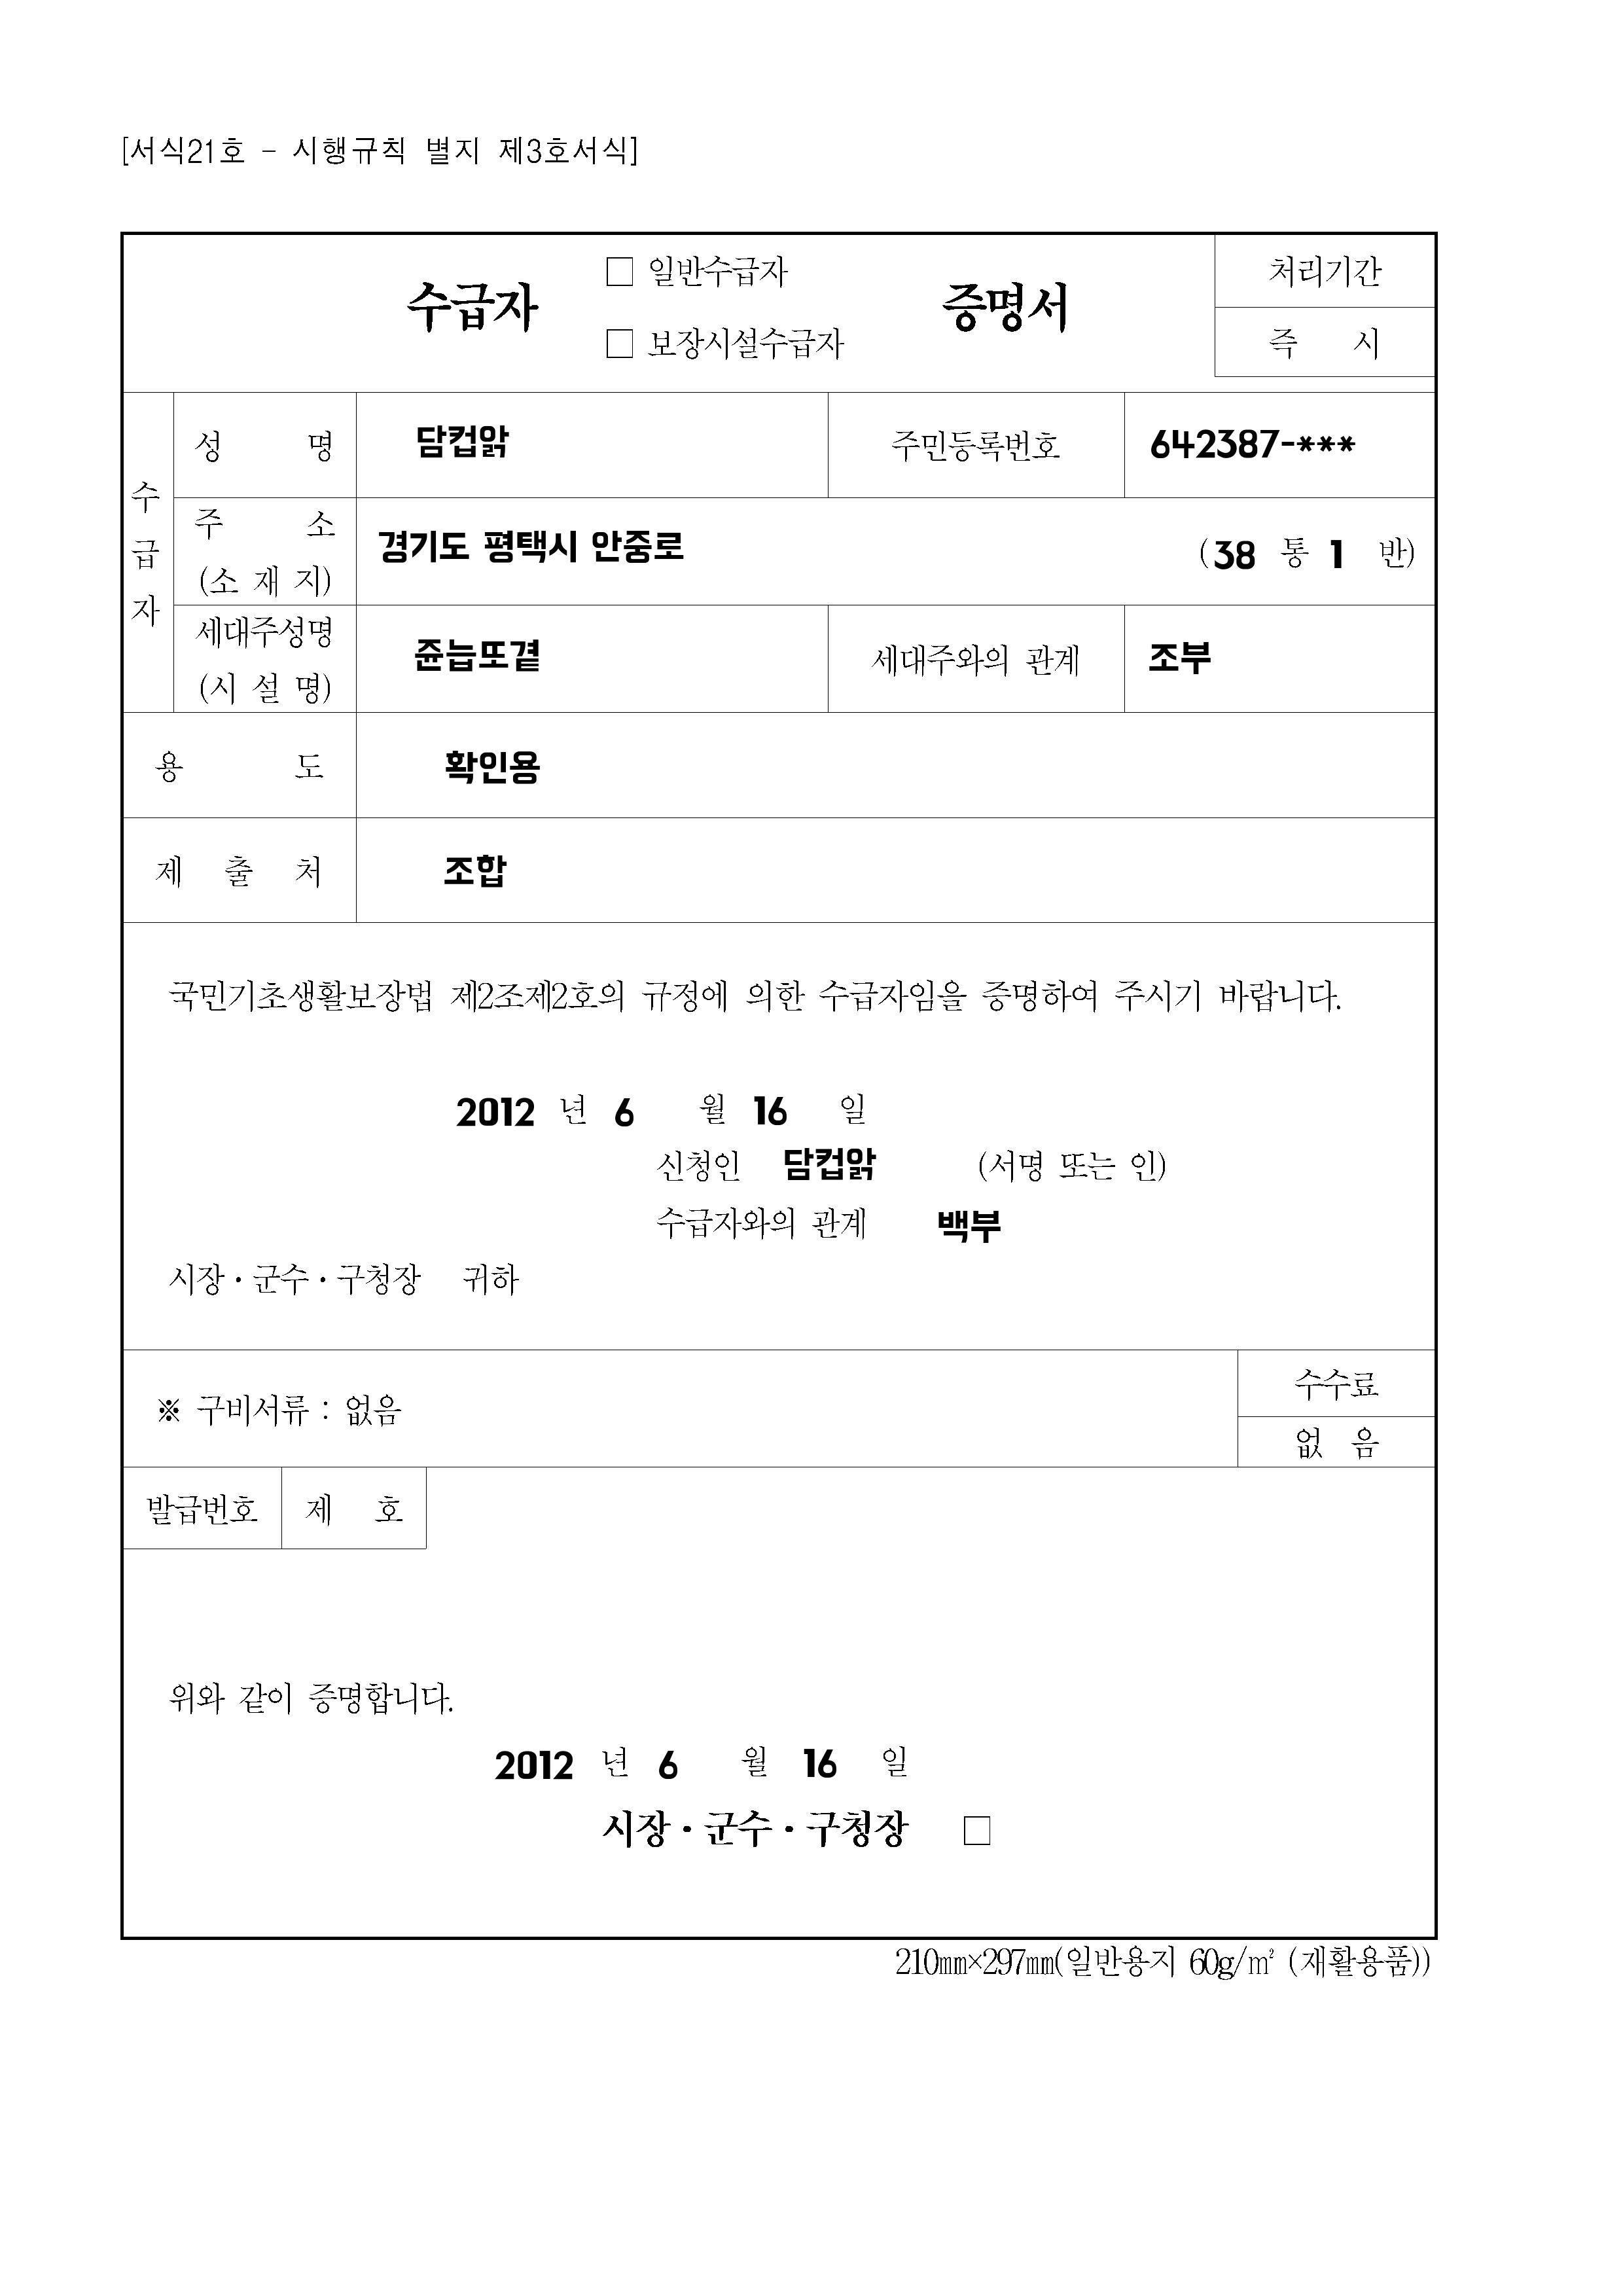 [서식21호 - 시행규칙 별지 제3호서식]
수급자 □ 일반수급자 □ 보장시설수급자 증명서
처리기간
즉 시
수급자
성 명 담컵앍 주민등록번호 642387-***
주 소 (소 재 지) 경기도 평택시 안중로 (38 통 1 반)
세대주성명 (시 설 명) 쥰늡또곁 세대주와의 관계 조부
용 도 확인용
제 출 처 조합
국민기초생활보장법 제2조제2호의 규정에 의한 수급자임을 증명하여 주시기 바랍니다.
2012 년 6 월 16 일
신청인 담컵앍 (서명 또는 인)
수급자와의 관계 백부
시장·군수·구청장 귀하
※ 구비서류 : 없음
수수료
없 음
발급번호 제 호
위와 같이 증명합니다.
2012 년 6 월 16 일
시장·군수·구청장 □
210㎜×297㎜(일반용지 60g/㎡ (재활용품))